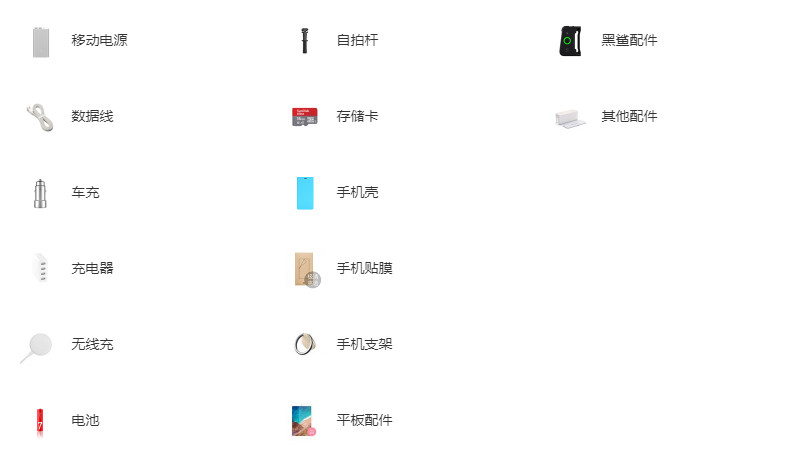 移动电源
数据线
车充
充电器
无线充
电池
自拍杆
存储卡
手机壳
手机贴膜
手机支架
平板配件
黑鲨配件
其他配件
7